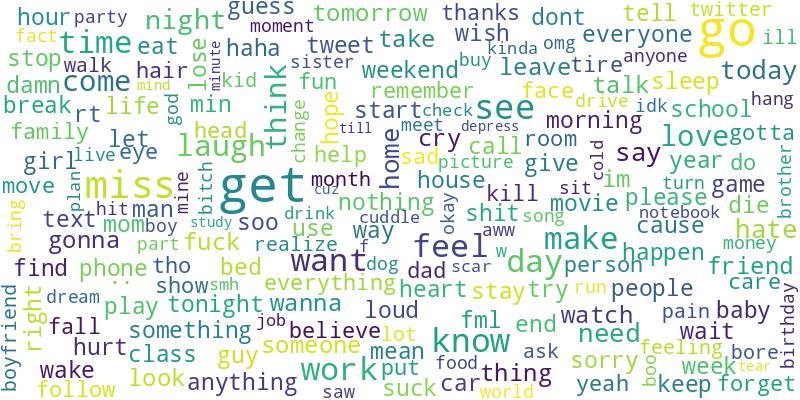 hour party night guess moment tomorrow thanks dont tell twitter go ill
fact time eat haha tweet take wish kinda omg everyone
stop walk hair lose minute sister weekend buy leave tire anyone today
damn come mind kid think fun remember face talk sleep
break rt life god min change hope start check see drive idk school hang
family let head laugh till meet depress morning love gotta
girl live eye help sad cry call room cold say year do
move plan bitch mine miss get month home picture give im turn game brother
text hit man cuz nothing house kill sit movie please die
bring mom boy study soo drink cuddle okay shit song cause notebook hate
gonna part fuck realize use way f aww w make happen money
find phone tho bed want dog dad feel scar day person friend
.. show smh everything heart stay try run people care
boyfriend right dream play tonight wanna loud fml end watch pain baby birthday
fall something job believe lot know need wait
hurt class guy someone mean ask sorry feeling bore
wake look work put food thing boo week tear
follow anything saw suck car world yeah keep forget